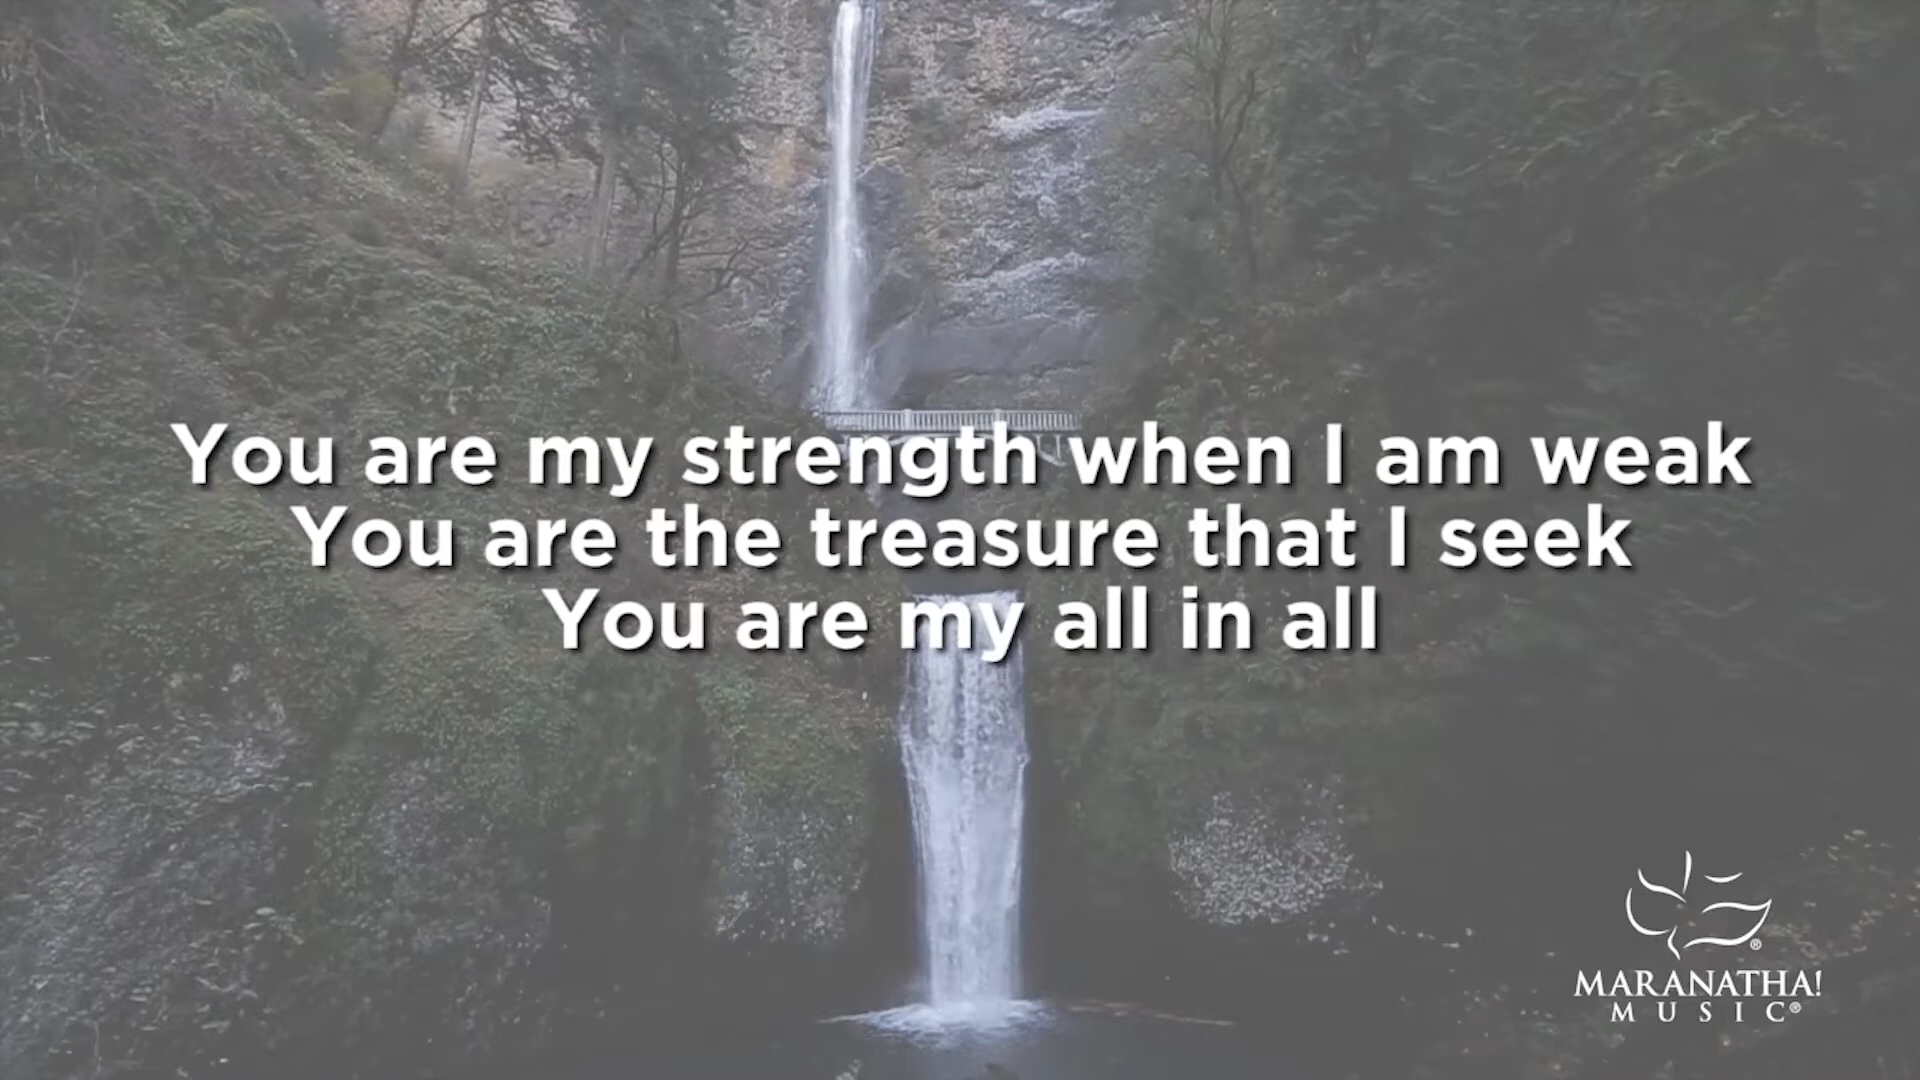 You are my strength when I am weak
You are the treasure that I seek
You are my all in all
®
MARANATHA!
MUSIC®